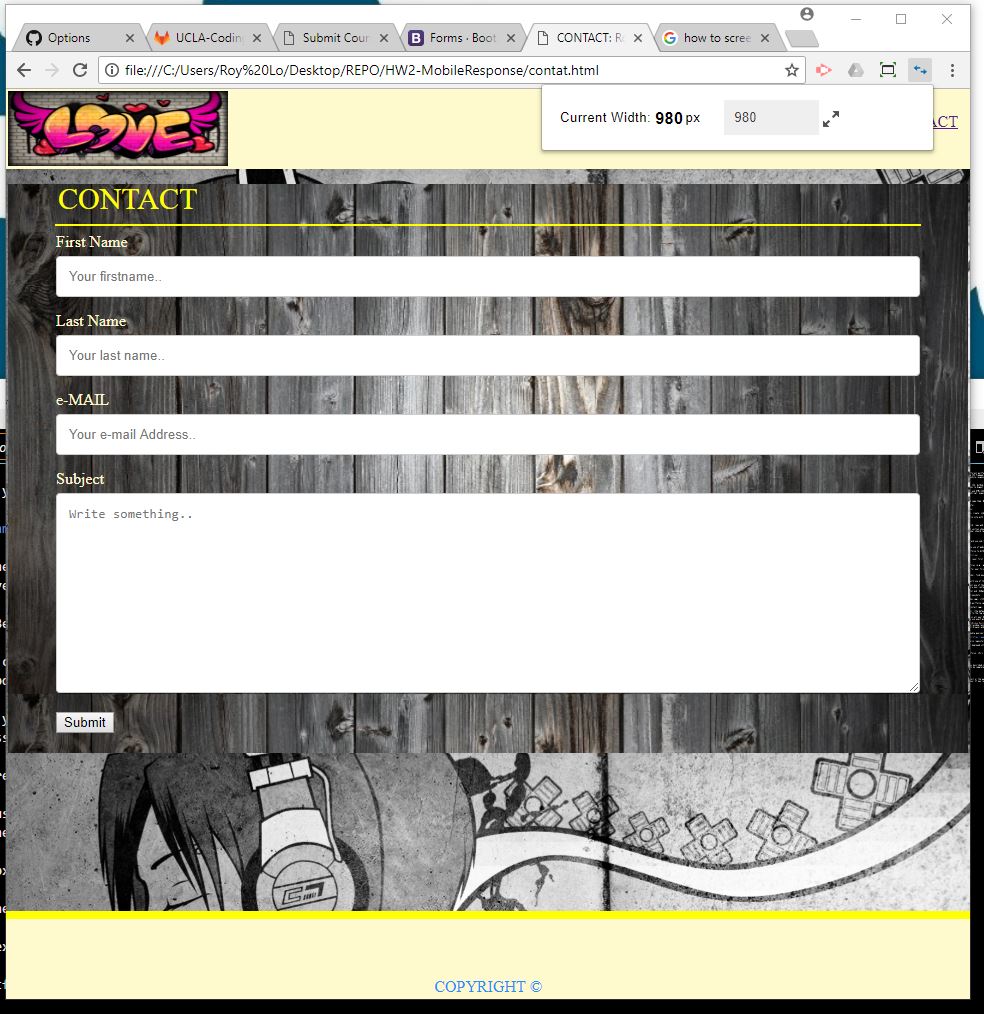 Options
UCLA-Codin
Submit Cour
Forms · Boot
CONTACT: Ro
how to scree
file:///C:/Users/Roy%20Lo/Desktop/REPO/HW2-MobileResponse/contat.html
LOVE
Current Width: 980 px 980
ACT
CONTACT
First Name
Your firstname..
Last Name
Your last name..
e-MAIL
Your e-mail Address..
Subject
Write something..
Submit
COPYRIGHT ©